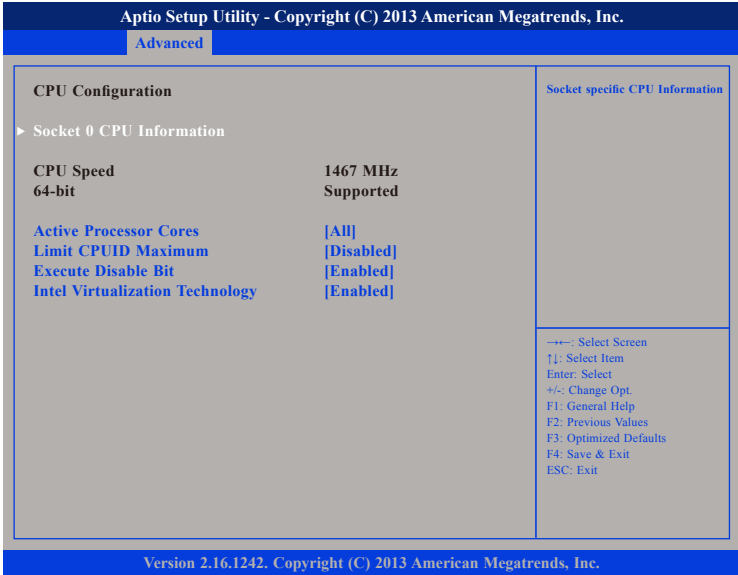 Aptio Setup Utility - Copyright (C) 2013 American Megatrends, Inc.
Advanced
CPU Configuration
Socket 0 CPU Information
CPU Speed 1467 MHz
64-bit Supported
Active Processor Cores [All]
Limit CPUID Maximum [Disabled]
Execute Disable Bit [Enabled]
Intel Virtualization Technology [Enabled]
Socket specific CPU Information
→←: Select Screen
↑↓: Select Item
Enter: Select
+/-: Change Opt.
F1: General Help
F2: Previous Values
F3: Optimized Defaults
F4: Save & Exit
ESC: Exit
Version 2.16.1242. Copyright (C) 2013 American Megatrends, Inc.